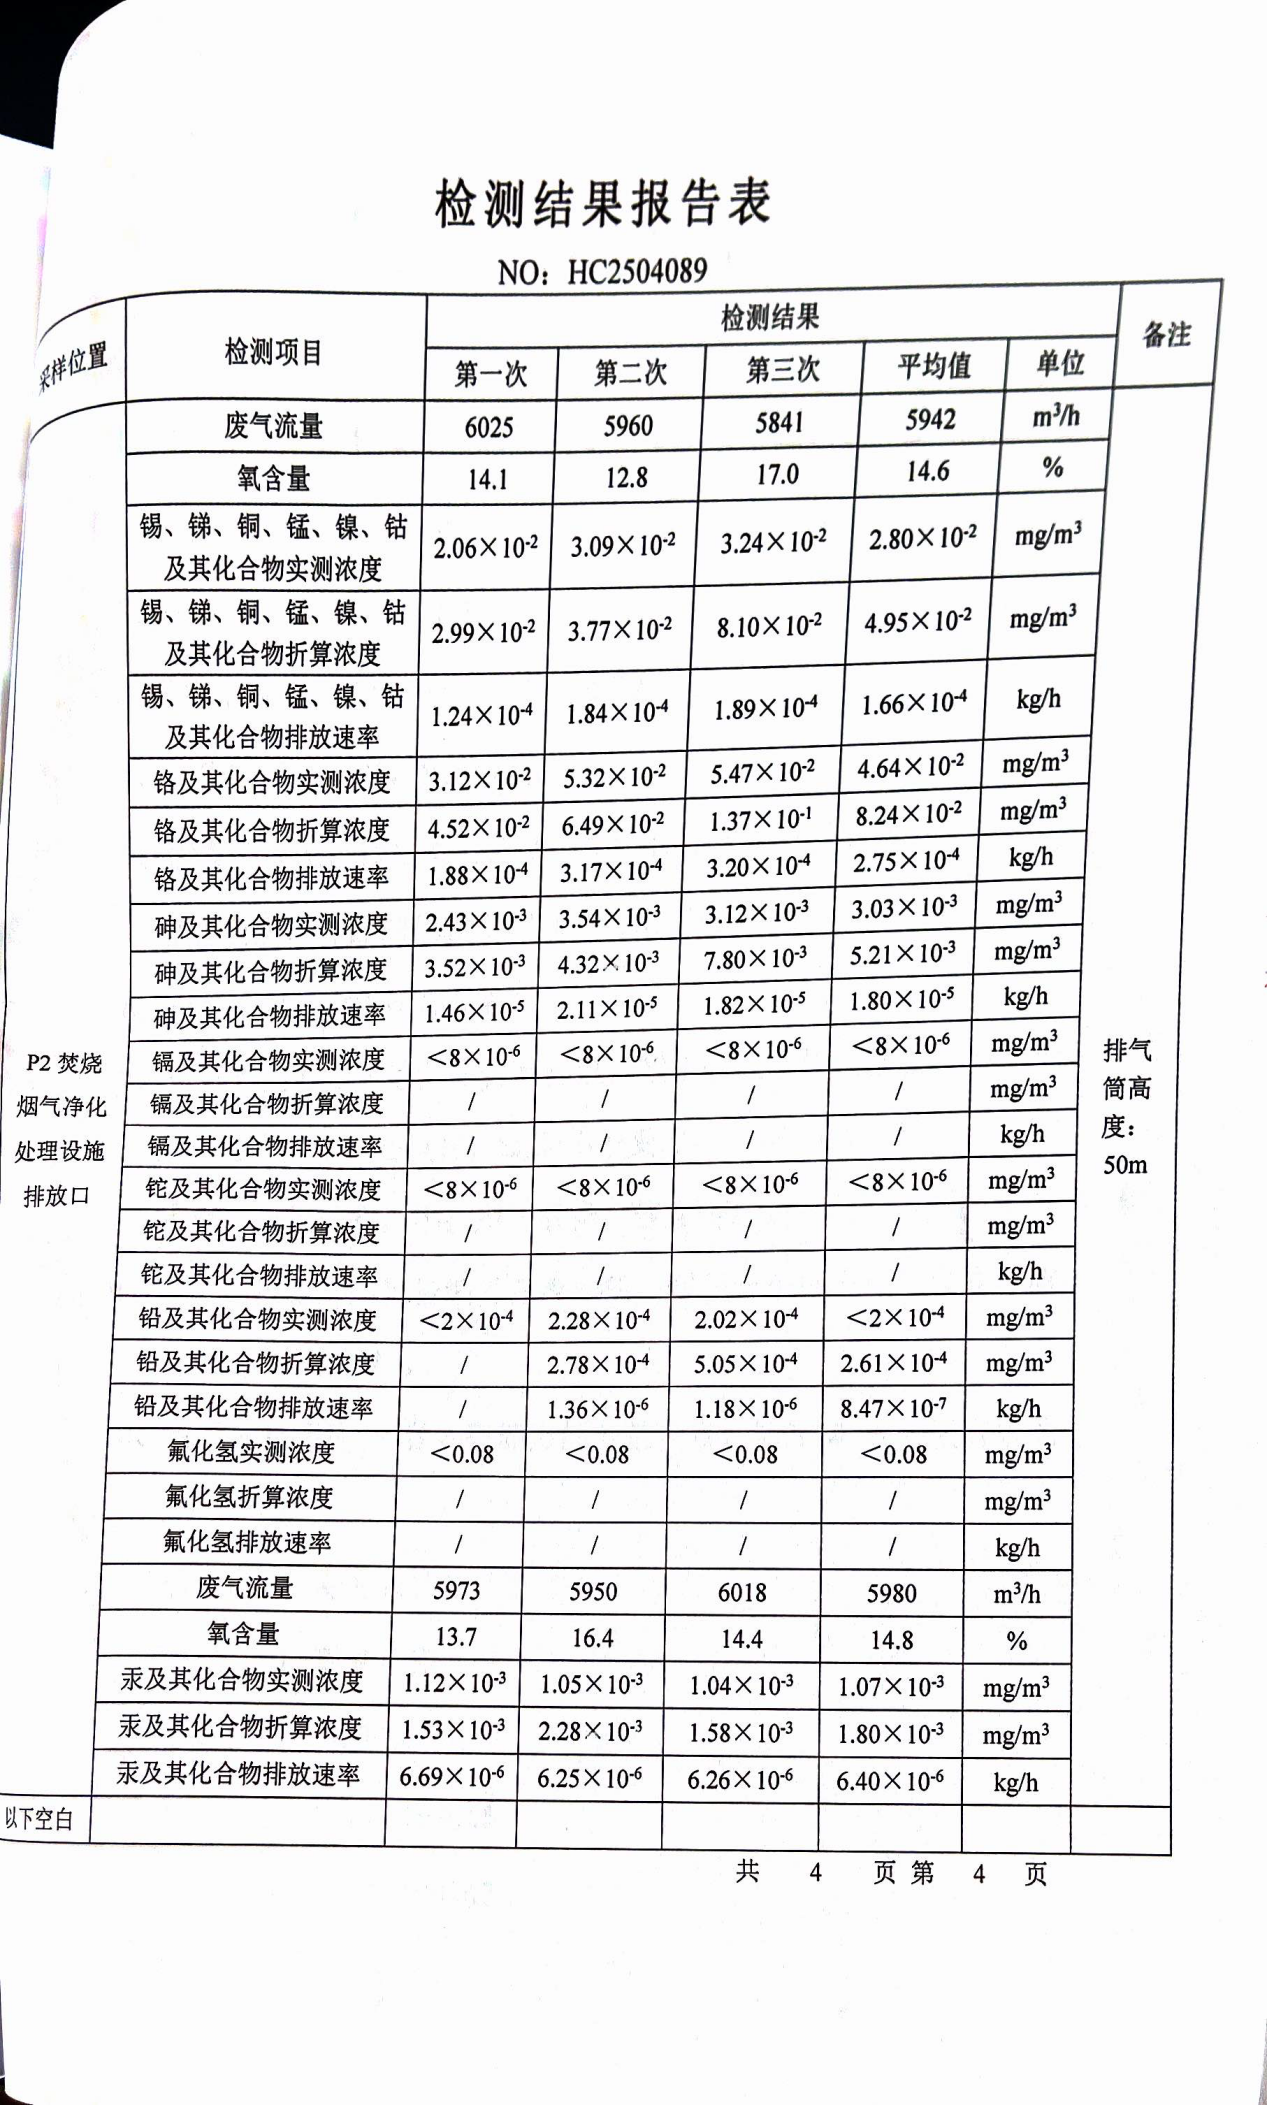 检测结果报告表
NO：HC2504089
采样位置 检测项目 检测结果 备注
第一次 第二次 第三次 平均值 单位
废气流量 6025 5960 5841 5942 m³/h
氧含量 14.1 12.8 17.0 14.6 %
锡、锑、铜、锰、镍、钴
及其化合物实测浓度 2.06×10⁻² 3.09×10⁻² 3.24×10⁻² 2.80×10⁻² mg/m³
锡、锑、铜、锰、镍、钴
及其化合物折算浓度 2.99×10⁻² 3.77×10⁻² 8.10×10⁻² 4.95×10⁻² mg/m³
锡、锑、铜、锰、镍、钴
及其化合物排放速率 1.24×10⁻⁴ 1.84×10⁻⁴ 1.89×10⁻⁴ 1.66×10⁻⁴ kg/h
铬及其化合物实测浓度 3.12×10⁻² 5.32×10⁻² 5.47×10⁻² 4.64×10⁻² mg/m³
铬及其化合物折算浓度 4.52×10⁻² 6.49×10⁻² 1.37×10⁻¹ 8.24×10⁻² mg/m³
铬及其化合物排放速率 1.88×10⁻⁴ 3.17×10⁻⁴ 3.20×10⁻⁴ 2.75×10⁻⁴ kg/h
砷及其化合物实测浓度 2.43×10⁻³ 3.54×10⁻³ 3.12×10⁻³ 3.03×10⁻³ mg/m³
砷及其化合物折算浓度 3.52×10⁻³ 4.32×10⁻³ 7.80×10⁻³ 5.21×10⁻³ mg/m³
砷及其化合物排放速率 1.46×10⁻⁵ 2.11×10⁻⁵ 1.82×10⁻⁵ 1.80×10⁻⁵ kg/h
镉及其化合物实测浓度 <8×10⁻⁶ <8×10⁻⁶ <8×10⁻⁶ <8×10⁻⁶ mg/m³
镉及其化合物折算浓度 / / / / mg/m³
镉及其化合物排放速率 / / / / kg/h
铊及其化合物实测浓度 <8×10⁻⁶ <8×10⁻⁶ <8×10⁻⁶ <8×10⁻⁶ mg/m³
铊及其化合物折算浓度 / / / / mg/m³
铊及其化合物排放速率 / / / / kg/h
铅及其化合物实测浓度 <2×10⁻⁴ 2.28×10⁻⁴ 2.02×10⁻⁴ <2×10⁻⁴ mg/m³
铅及其化合物折算浓度 / 2.78×10⁻⁴ 5.05×10⁻⁴ 2.61×10⁻⁴ mg/m³
铅及其化合物排放速率 / 1.36×10⁻⁶ 1.18×10⁻⁶ 8.47×10⁻⁷ kg/h
氟化氢实测浓度 <0.08 <0.08 <0.08 <0.08 mg/m³
氟化氢折算浓度 / / / / mg/m³
氟化氢排放速率 / / / / kg/h
废气流量 5973 5950 6018 5980 m³/h
氧含量 13.7 16.4 14.4 14.8 %
汞及其化合物实测浓度 1.12×10⁻³ 1.05×10⁻³ 1.04×10⁻³ 1.07×10⁻³ mg/m³
汞及其化合物折算浓度 1.53×10⁻³ 2.28×10⁻³ 1.58×10⁻³ 1.80×10⁻³ mg/m³
汞及其化合物排放速率 6.69×10⁻⁶ 6.25×10⁻⁶ 6.26×10⁻⁶ 6.40×10⁻⁶ kg/h
P2 焚烧
烟气净化
处理设施
排放口
排气
筒高
度：
50m
以下空白
共 4 页 第 4 页